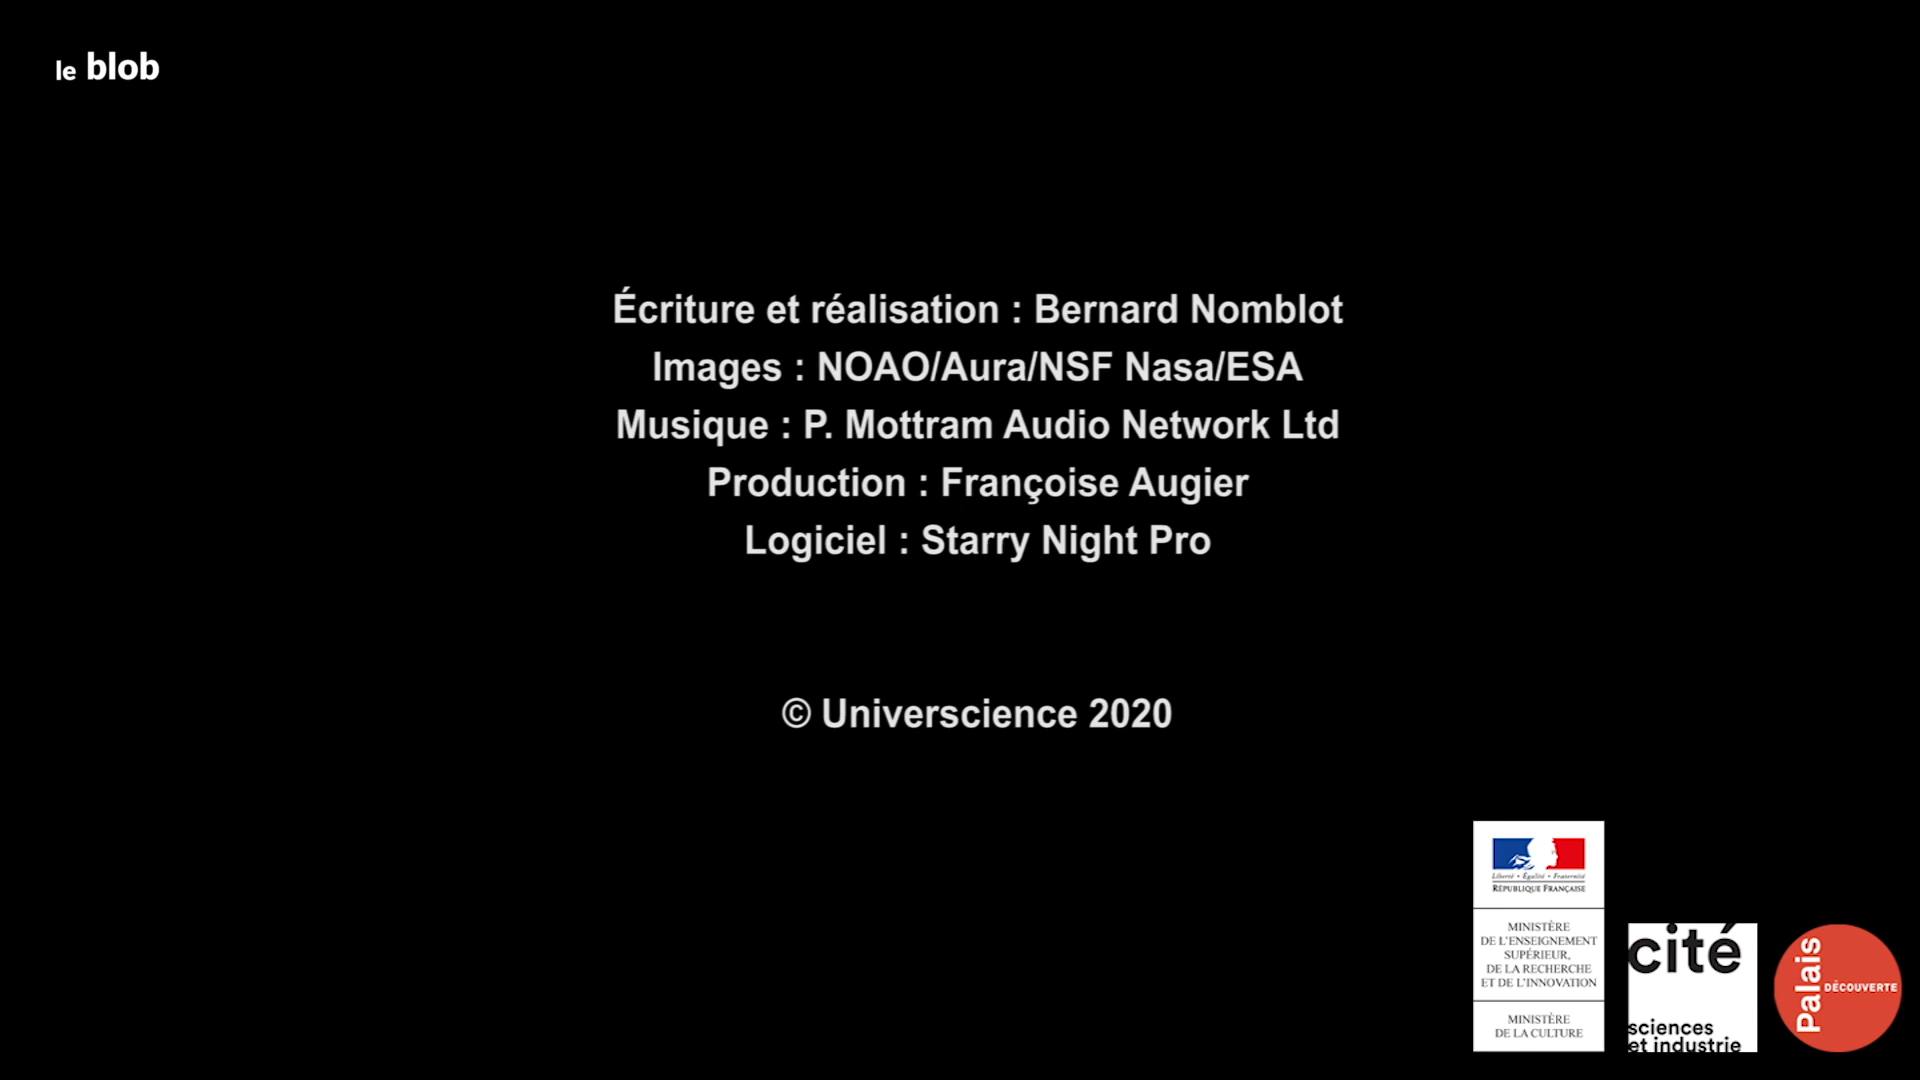 le blob
Écriture et réalisation : Bernard Nomblot
Images : NOAO/Aura/NSF Nasa/ESA
Musique : P. Mottram Audio Network Ltd
Production : Françoise Augier
Logiciel : Starry Night Pro
© Universcience 2020
Liberté • Égalité • Fraternité
RÉPUBLIQUE FRANÇAISE
MINISTÈRE
DE L'ENSEIGNEMENT
SUPÉRIEUR,
DE LA RECHERCHE
ET DE L'INNOVATION
MINISTÈRE
DE LA CULTURE
cité
sciences
et industrie
Palais
DÉCOUVERTE